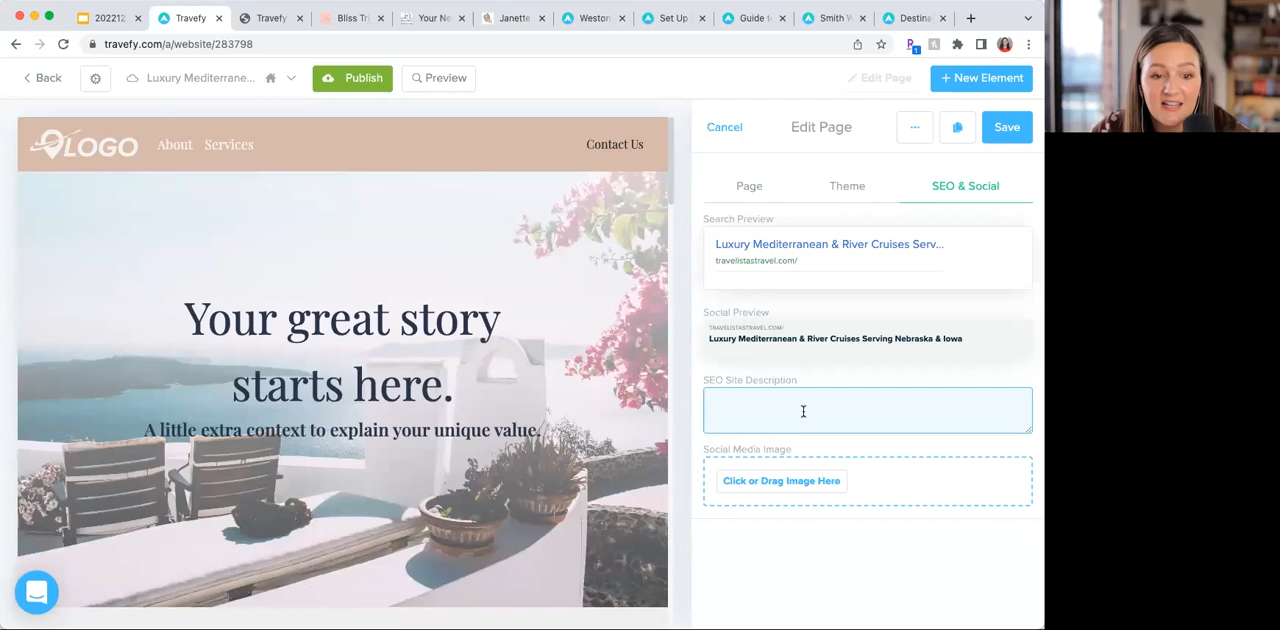 202212
Travefy
Travefy
Bliss Tri
Your Ne
Janette
Weston
Set Up
Guide t
Smith W
Destina
travefy.com/a/website/283798
1
Back
Luxury Mediterrane...
Publish
Preview
Edit Page
+ New Element
LOGO
About
Services
Contact Us
Your great story
starts here.
A little extra context to explain your unique value.
Cancel
Edit Page
...
Save
Page
Theme
SEO & Social
Search Preview
Luxury Mediterranean & River Cruises Serv...
travelistastravel.com/
Social Preview
TRAVELISTASTRAVEL.COM/
Luxury Mediterranean & River Cruises Serving Nebraska & Iowa
SEO Site Description
Social Media Image
Click or Drag Image Here